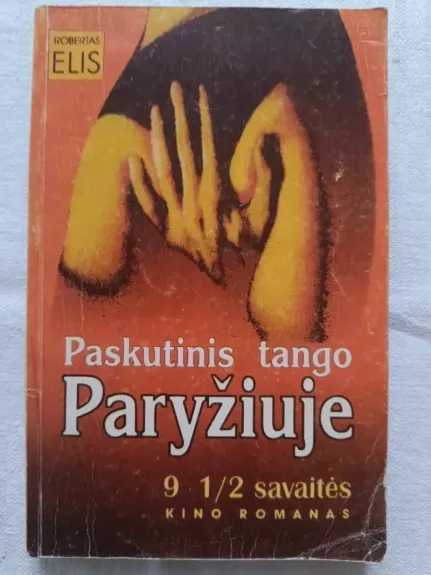 ROBERTAS
ELIS
Paskutinis tango
Paryžiuje
9 1/2 savaitės
KINO ROMANAS